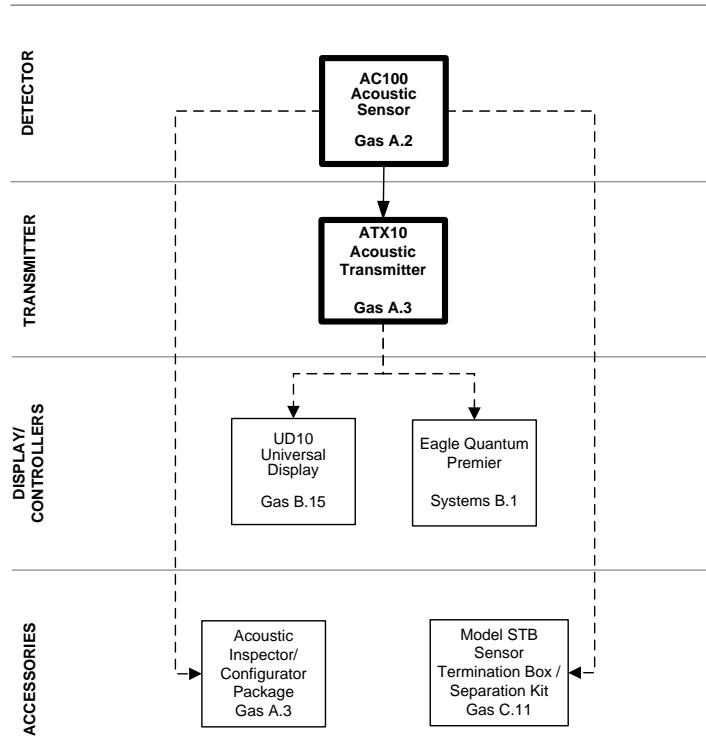 DETECTOR
AC100
Acoustic
Sensor
Gas A.2
TRANSMITTER
ATX10
Acoustic
Transmitter
Gas A.3
DISPLAY/
CONTROLLERS
UD10
Universal
Display
Gas B.15
Eagle Quantum
Premier
Systems B.1
ACCESSORIES
Acoustic
Inspector/
Configurator
Package
Gas A.3
Model STB
Sensor
Termination Box /
Separation Kit
Gas C.11